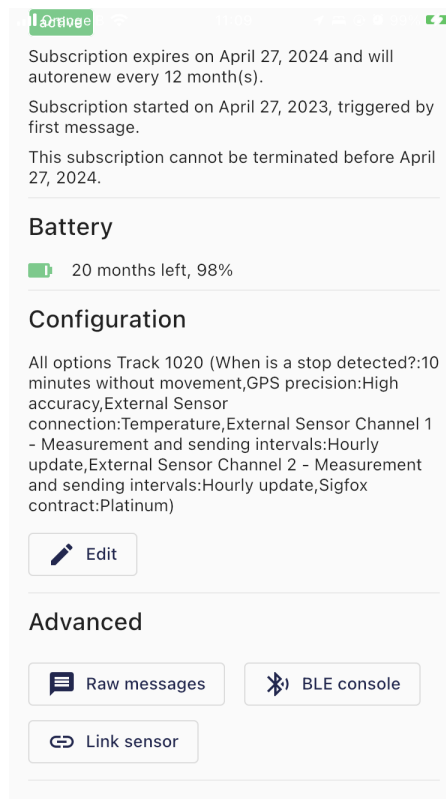 active
Subscription expires on April 27, 2024 and will
autorenew every 12 month(s).
Subscription started on April 27, 2023, triggered by
first message.
This subscription cannot be terminated before April
27, 2024.
Battery
20 months left, 98%
Configuration
All options Track 1020 (When is a stop detected?:10
minutes without movement,GPS precision:High
accuracy,External Sensor
connection:Temperature,External Sensor Channel 1
- Measurement and sending intervals:Hourly
update,External Sensor Channel 2 - Measurement
and sending intervals:Hourly update,Sigfox
contract:Platinum)
Edit
Advanced
Raw messages
BLE console
Link sensor